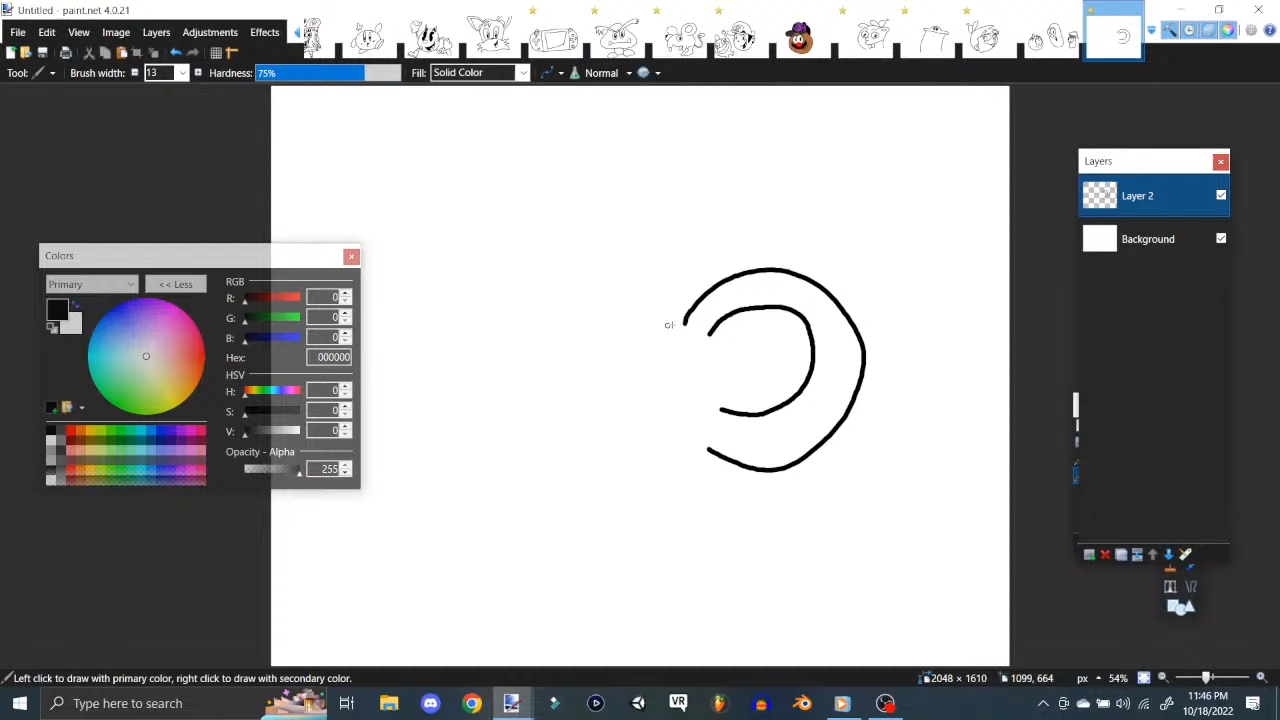 Untitled - paint.net 4.0.21
File Edit View Image Layers Adjustments Effects
Tool: Brush width: 13 Hardness: 75% Fill: Solid Color Normal
Layers
Layer 2
Background
Colors
Primary << Less
RGB
R: 0
G: 0
B: 0
Hex: 000000
HSV
H: 0
S: 0
V: 0
Opacity - Alpha
255
Left click to draw with primary color, right click to draw with secondary color. 2048 × 1610 1099, 664 px 54%
Type here to search VR 11:46 PM
10/18/2022